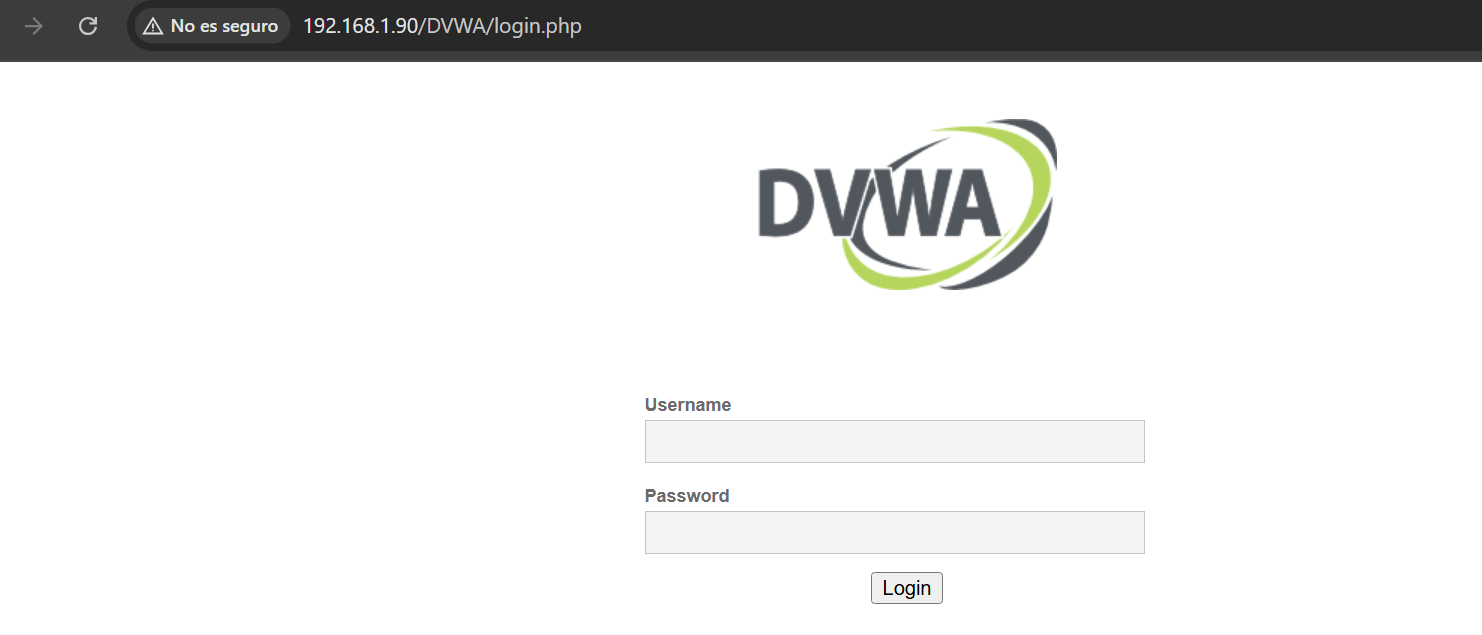 No es seguro 192.168.1.90/DVWA/login.php
DVWA
Username
Password
Login